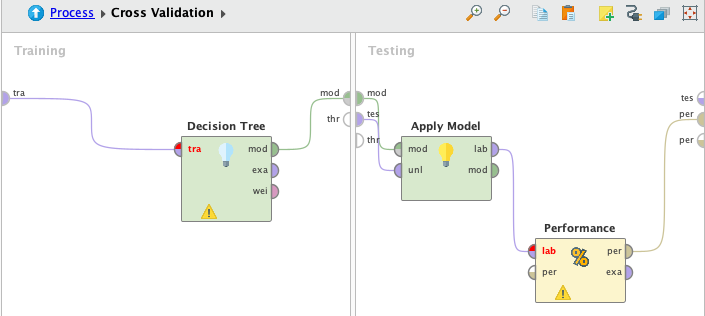 Process Cross Validation
Training
Testing
tra
mod
thr
mod
tes
thr
tes
per
per
Decision Tree
tra
mod
exa
wei
Apply Model
mod
lab
unl
mod
Performance
lab
per
%
per
exa